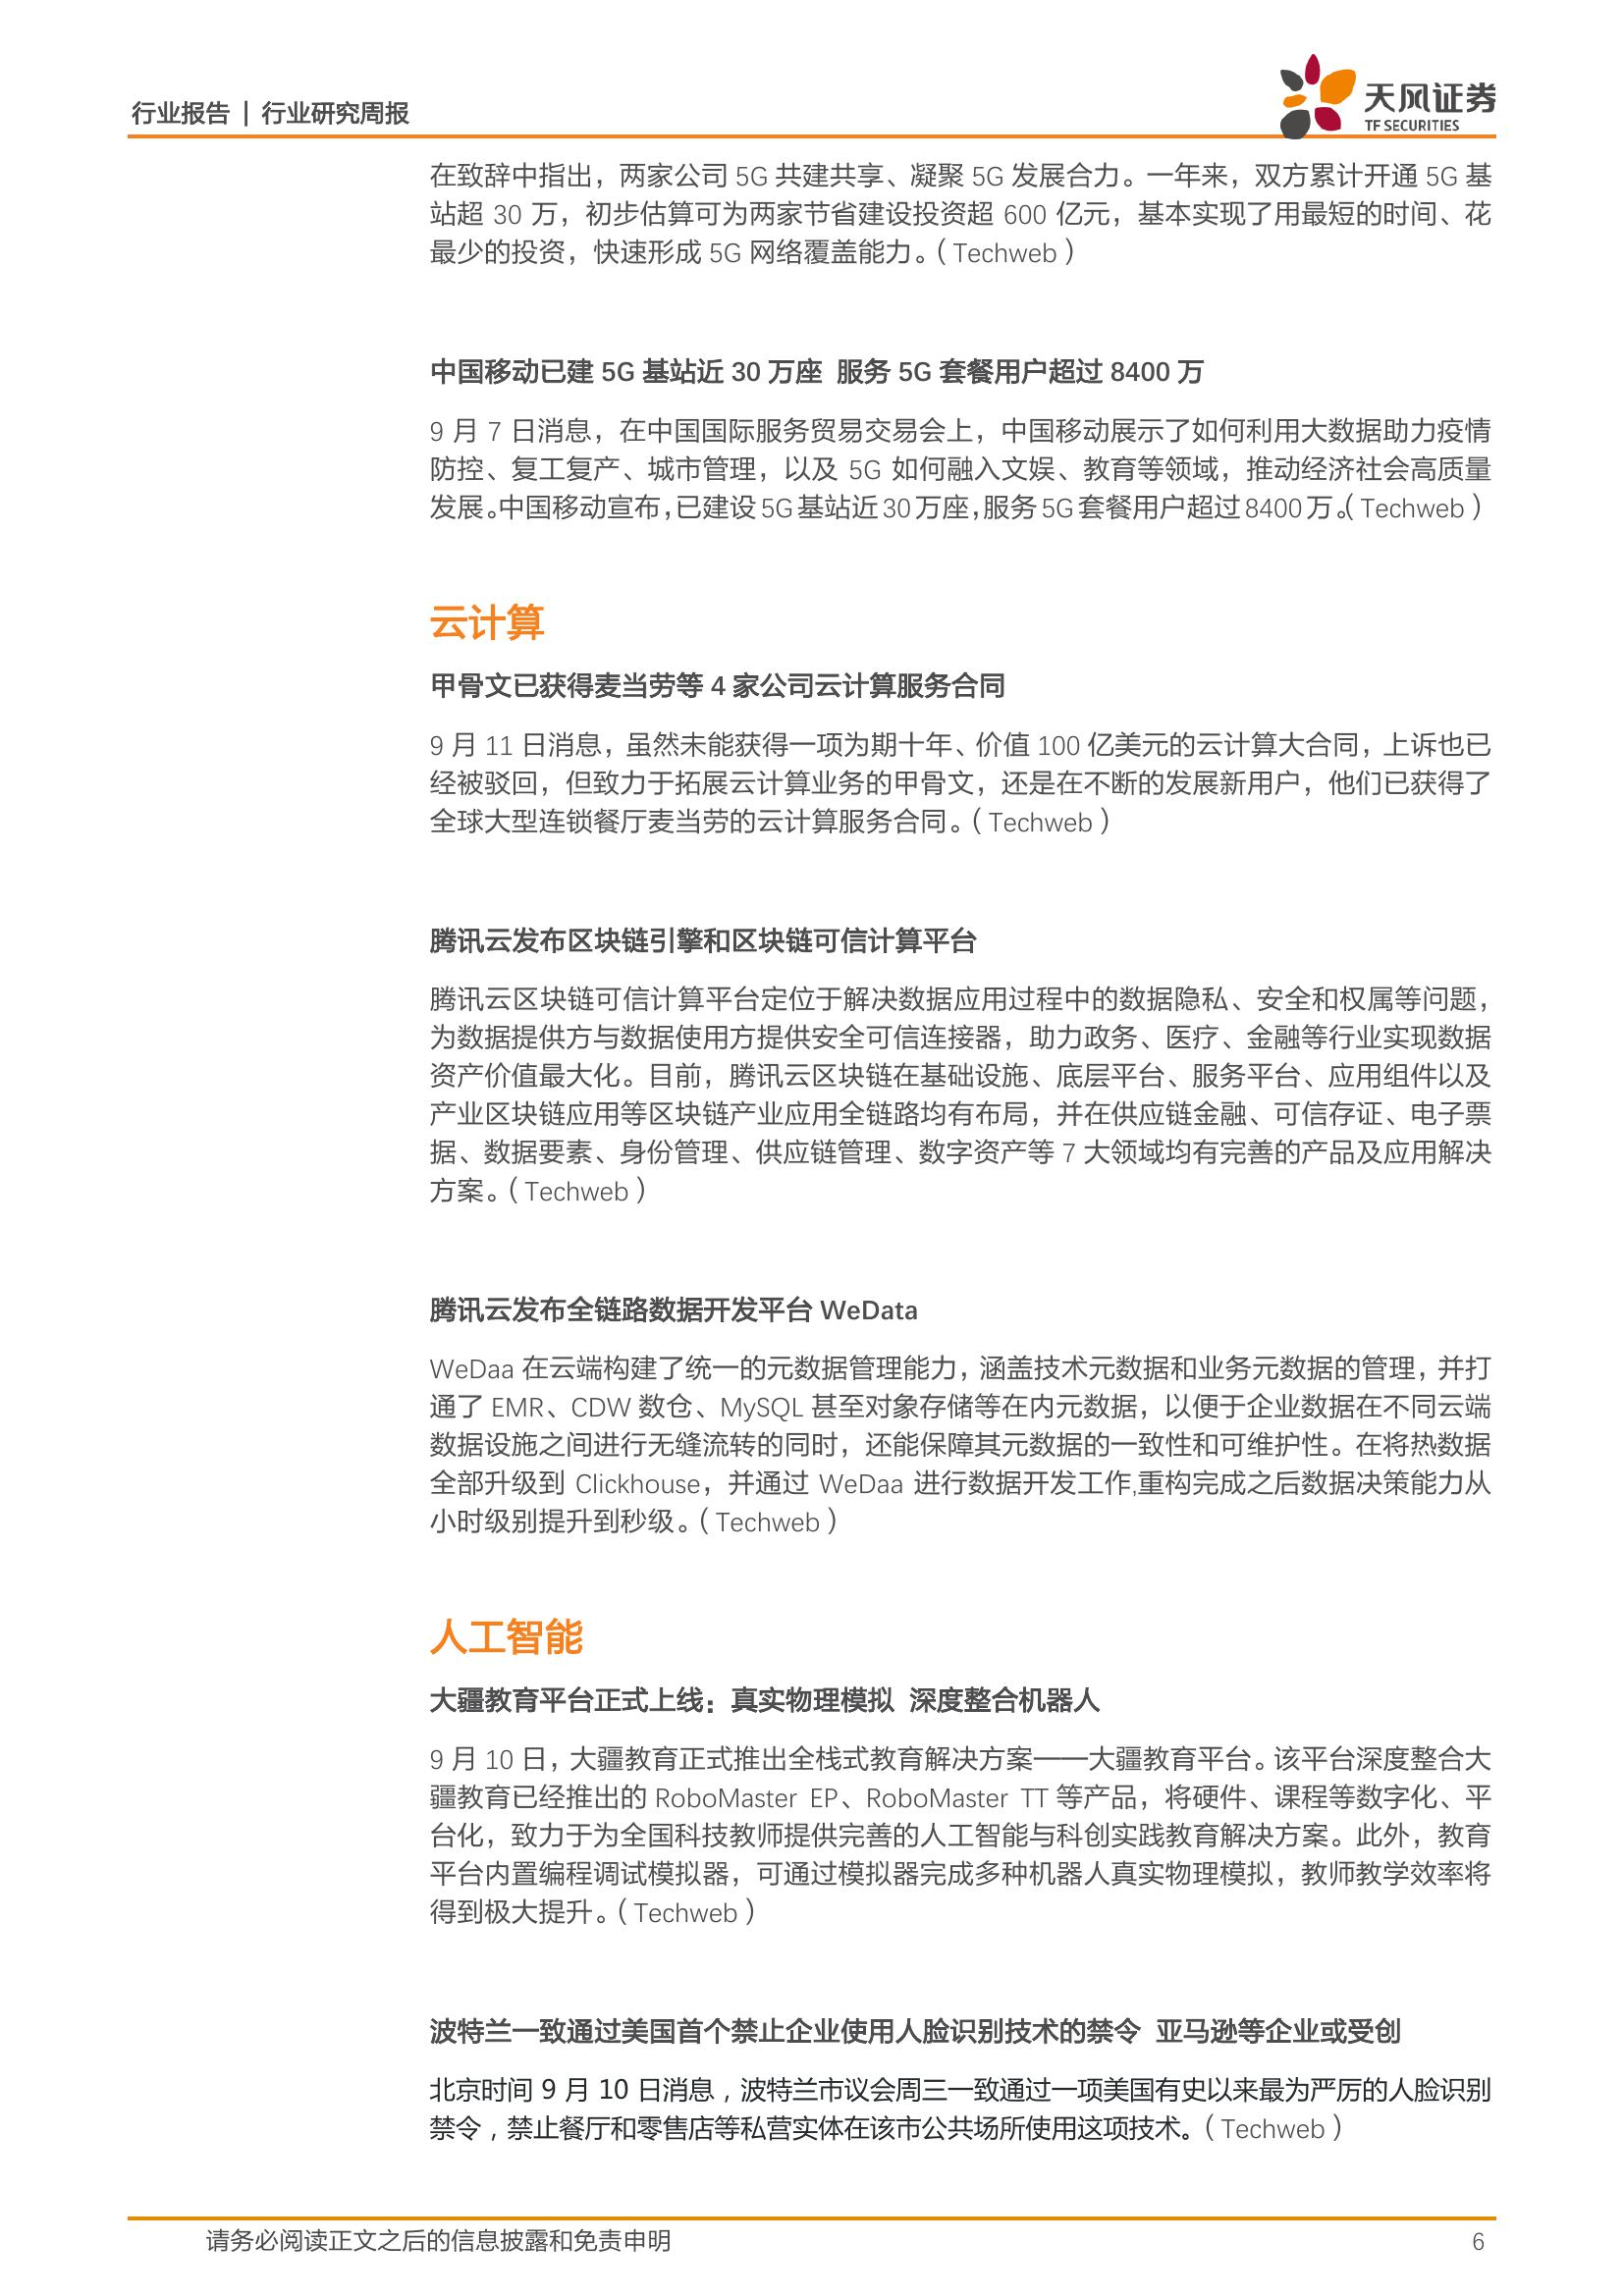 行业报告 | 行业研究周报
天风证券
TF SECURITIES
在致辞中指出，两家公司 5G 共建共享、凝聚 5G 发展合力。一年来，双方累计开通 5G 基
站超 30 万，初步估算可为两家节省建设投资超 600 亿元，基本实现了用最短的时间、花
最少的投资，快速形成 5G 网络覆盖能力。（Techweb）
中国移动已建 5G 基站近 30 万座 服务 5G 套餐用户超过 8400 万
9 月 7 日消息，在中国国际服务贸易交易会上，中国移动展示了如何利用大数据助力疫情
防控、复工复产、城市管理，以及 5G 如何融入文娱、教育等领域，推动经济社会高质量
发展。中国移动宣布，已建设 5G 基站近 30 万座，服务 5G 套餐用户超过 8400 万。（Techweb）
云计算
甲骨文已获得麦当劳等 4 家公司云计算服务合同
9 月 11 日消息，虽然未能获得一项为期十年、价值 100 亿美元的云计算大合同，上诉也已
经被驳回，但致力于拓展云计算业务的甲骨文，还是在不断的发展新用户，他们已获得了
全球大型连锁餐厅麦当劳的云计算服务合同。（Techweb）
腾讯云发布区块链引擎和区块链可信计算平台
腾讯云区块链可信计算平台定位于解决数据应用过程中的数据隐私、安全和权属等问题，
为数据提供方与数据使用方提供安全可信连接器，助力政务、医疗、金融等行业实现数据
资产价值最大化。目前，腾讯云区块链在基础设施、底层平台、服务平台、应用组件以及
产业区块链应用等区块链产业应用全链路均有布局，并在供应链金融、可信存证、电子票
据、数据要素、身份管理、供应链管理、数字资产等 7 大领域均有完善的产品及应用解决
方案。（Techweb）
腾讯云发布全链路数据开发平台 WeData
WeDaa 在云端构建了统一的元数据管理能力，涵盖技术元数据和业务元数据的管理，并打
通了 EMR、CDW 数仓、MySQL 甚至对象存储等在内元数据，以便于企业数据在不同云端
数据设施之间进行无缝流转的同时，还能保障其元数据的一致性和可维护性。在将热数据
全部升级到 Clickhouse，并通过 WeDaa 进行数据开发工作,重构完成之后数据决策能力从
小时级别提升到秒级。（Techweb）
人工智能
大疆教育平台正式上线：真实物理模拟 深度整合机器人
9 月 10 日，大疆教育正式推出全栈式教育解决方案——大疆教育平台。该平台深度整合大
疆教育已经推出的 RoboMaster EP、RoboMaster TT 等产品，将硬件、课程等数字化、平
台化，致力于为全国科技教师提供完善的人工智能与科创实践教育解决方案。此外，教育
平台内置编程调试模拟器，可通过模拟器完成多种机器人真实物理模拟，教师教学效率将
得到极大提升。（Techweb）
波特兰一致通过美国首个禁止企业使用人脸识别技术的禁令 亚马逊等企业或受创
北京时间 9 月 10 日消息，波特兰市议会周三一致通过一项美国有史以来最为严厉的人脸识别
禁令，禁止餐厅和零售店等私营实体在该市公共场所使用这项技术。（Techweb）
请务必阅读正文之后的信息披露和免责申明
6